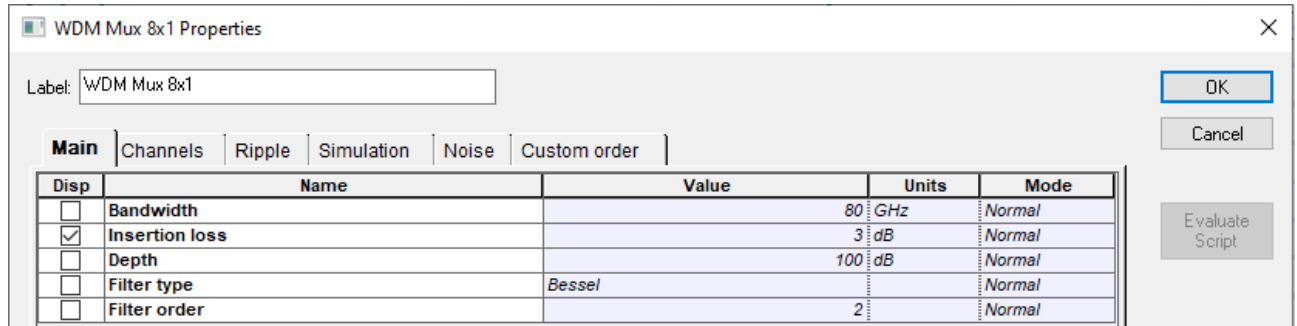 WDM Mux 8x1 Properties
Label: WDM Mux 8x1
OK
Cancel
Main Channels Ripple Simulation Noise Custom order
Disp Name Value Units Mode
Bandwidth 80 GHz Normal
Insertion loss 3 dB Normal
Evaluate
Script
Depth 100 dB Normal
Filter type Bessel Normal
Filter order 2 Normal